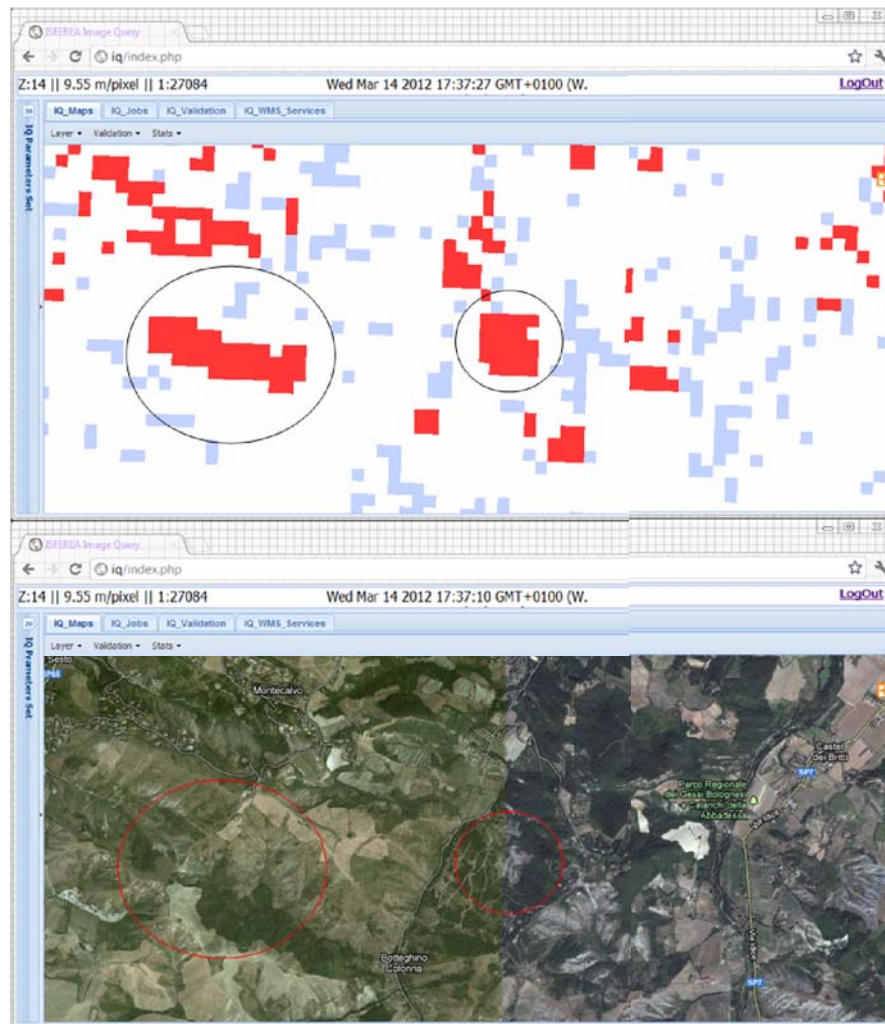 ISFEREA Image Query
iq/index.php
Z:14 || 9.55 m/pixel || 1:27084 Wed Mar 14 2012 17:37:27 GMT+0100 (W. LogOut
IQ_Maps IQ_Jobs IQ_Validation IQ_WMS_Services
Layer Validation Stats
IQ Parameters Set
ISFEREA Image Query
iq/index.php
Z:14 || 9.55 m/pixel || 1:27084 Wed Mar 14 2012 17:37:10 GMT+0100 (W. LogOut
IQ_Maps IQ_Jobs IQ_Validation IQ_WMS_Services
Layer Validation Stats
IQ Prameters Set
Sesto
SP65
Montecalvo
Castel
dei Britti
SP7
Parco Regionale
dei Gessi Bolognesi
e Calanchi della
Abbadessa
Botteghino
Colonna
SP7